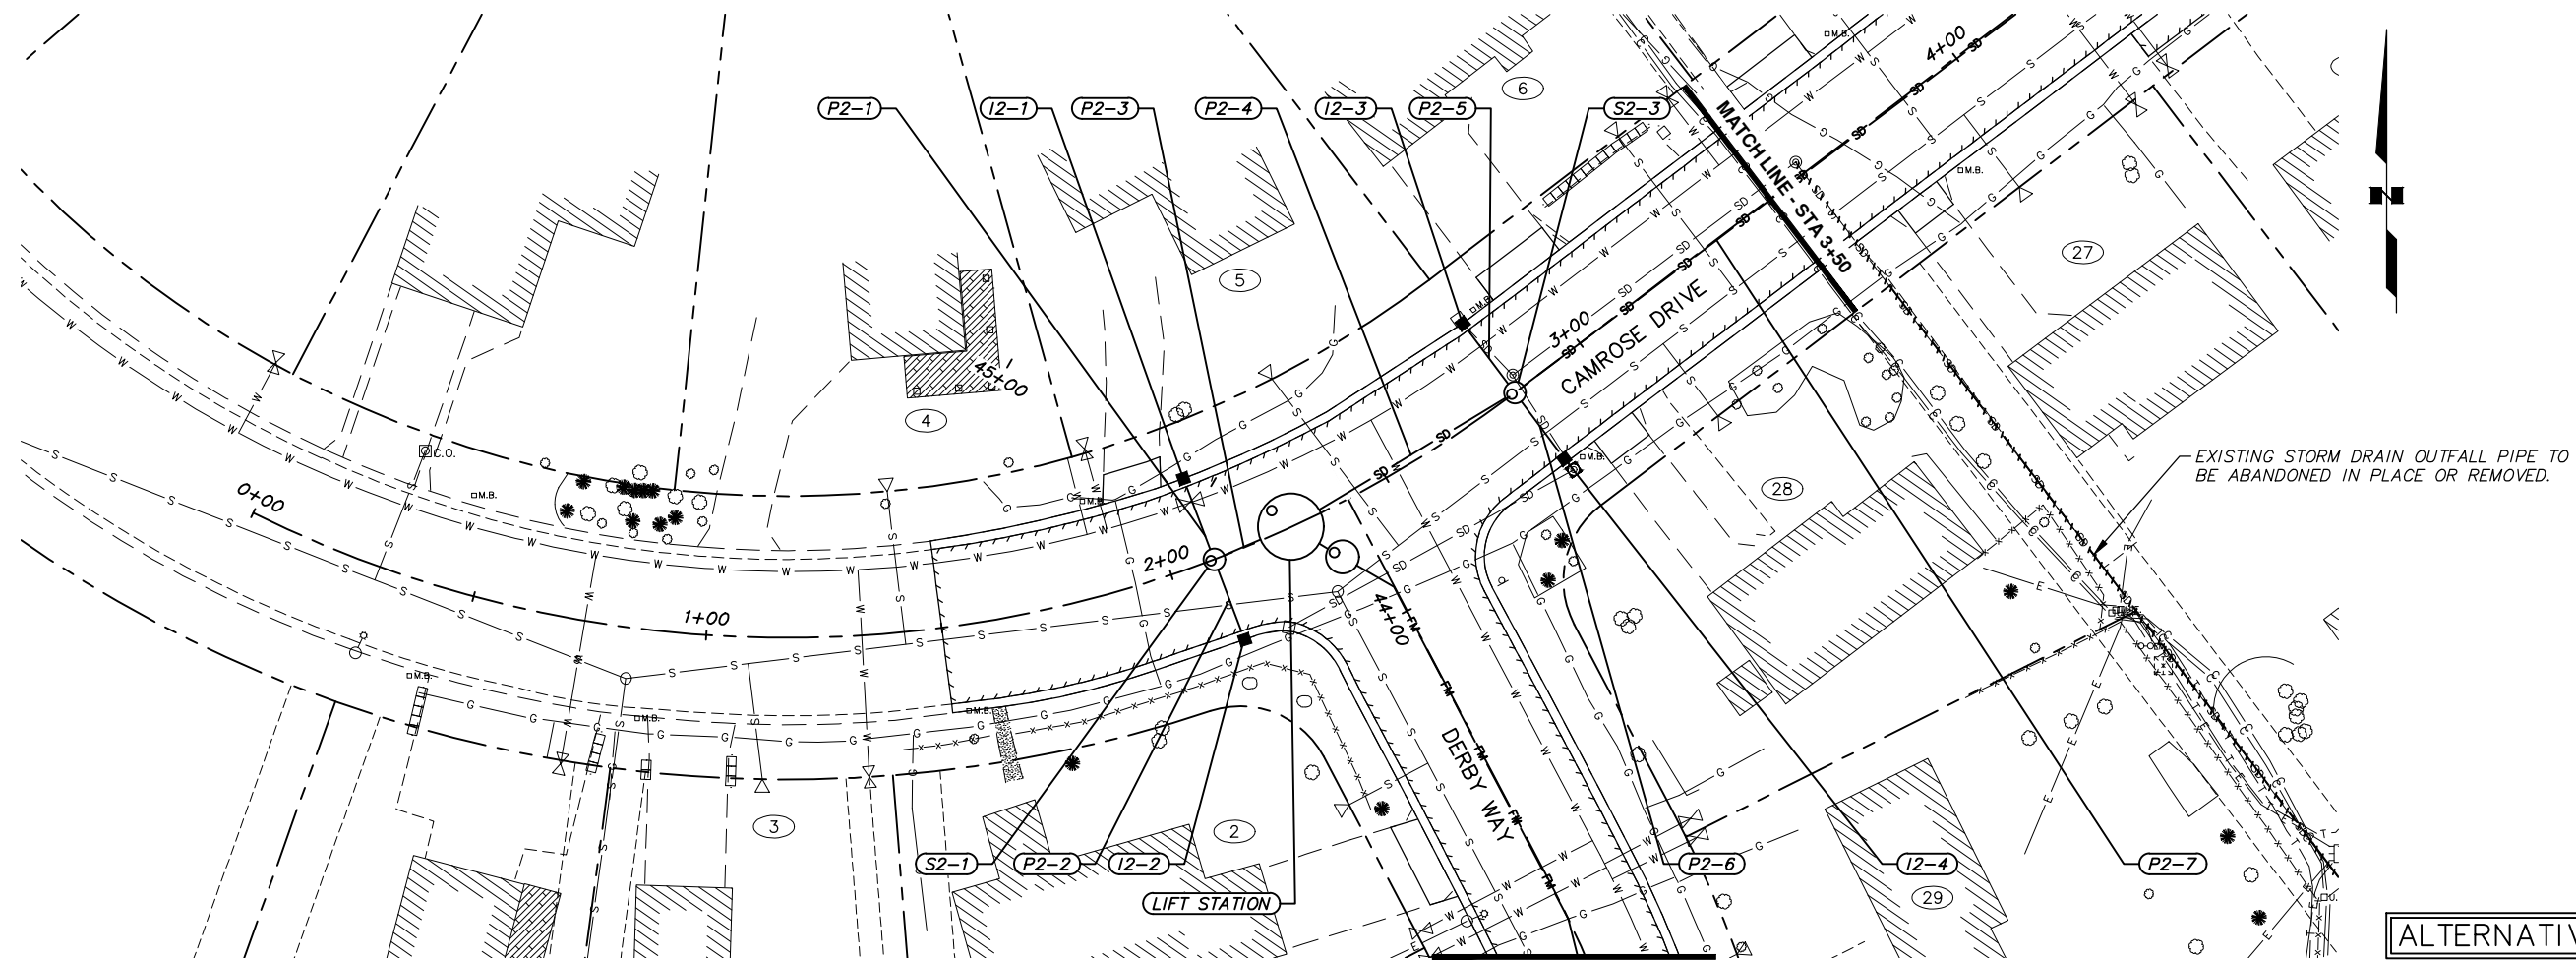 P2-1
I2-1
P2-3
P2-4
I2-3
P2-5
S2-3
6
4+00
MATCH LINE - STA 3+50
M.B.
M.B.
27
5
M.B.
3+00
CAMROSE DRIVE
45+00
4
C.O.
M.B.
M.B.
M.B.
28
EXISTING STORM DRAIN OUTFALL PIPE TO
BE ABANDONED IN PLACE OR REMOVED.
0+00
2+00
1+00
44+00
M.B.
M.B.
M.B.
DERBY WAY
3
2
S2-1
P2-2
I2-2
P2-6
I2-4
P2-7
LIFT STATION
29